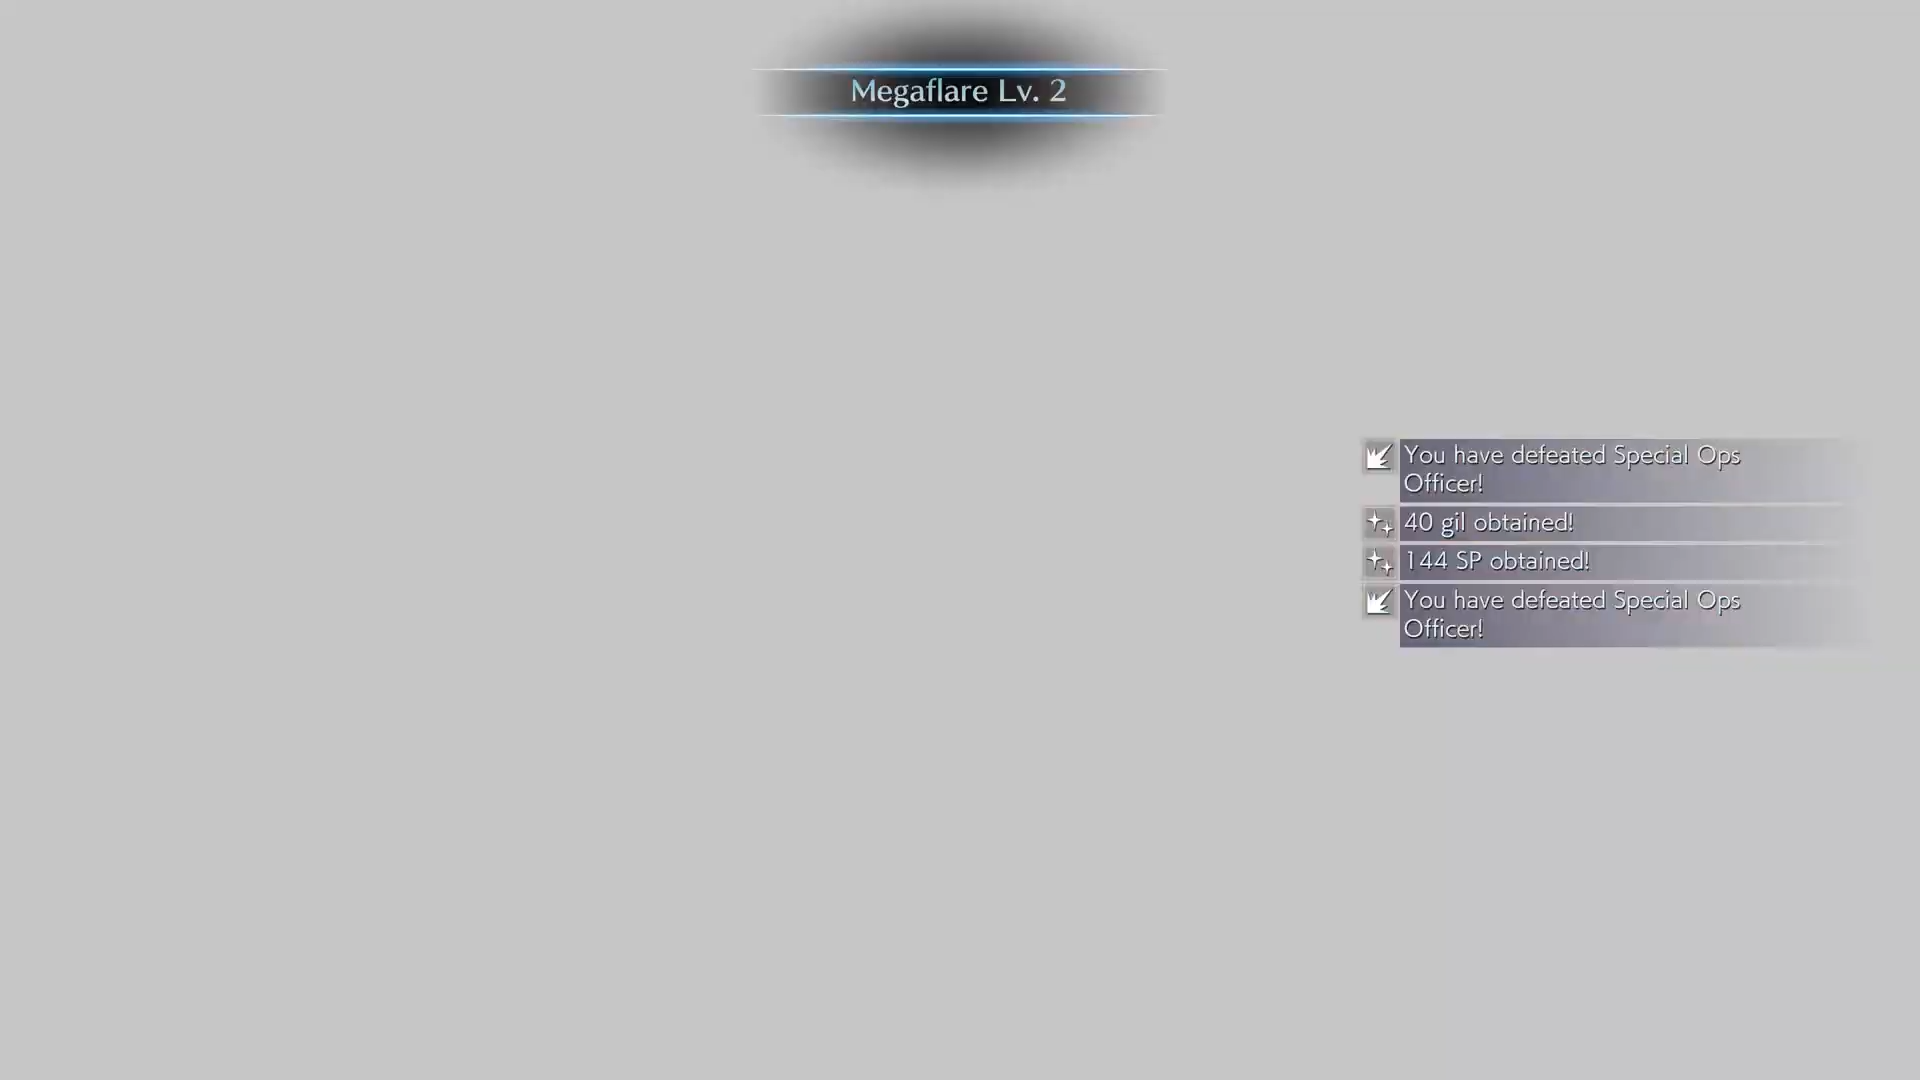 Megaflare Lv. 2
You have defeated Special Ops
Officer!
40 gil obtained!
144 SP obtained!
You have defeated Special Ops
Officer!